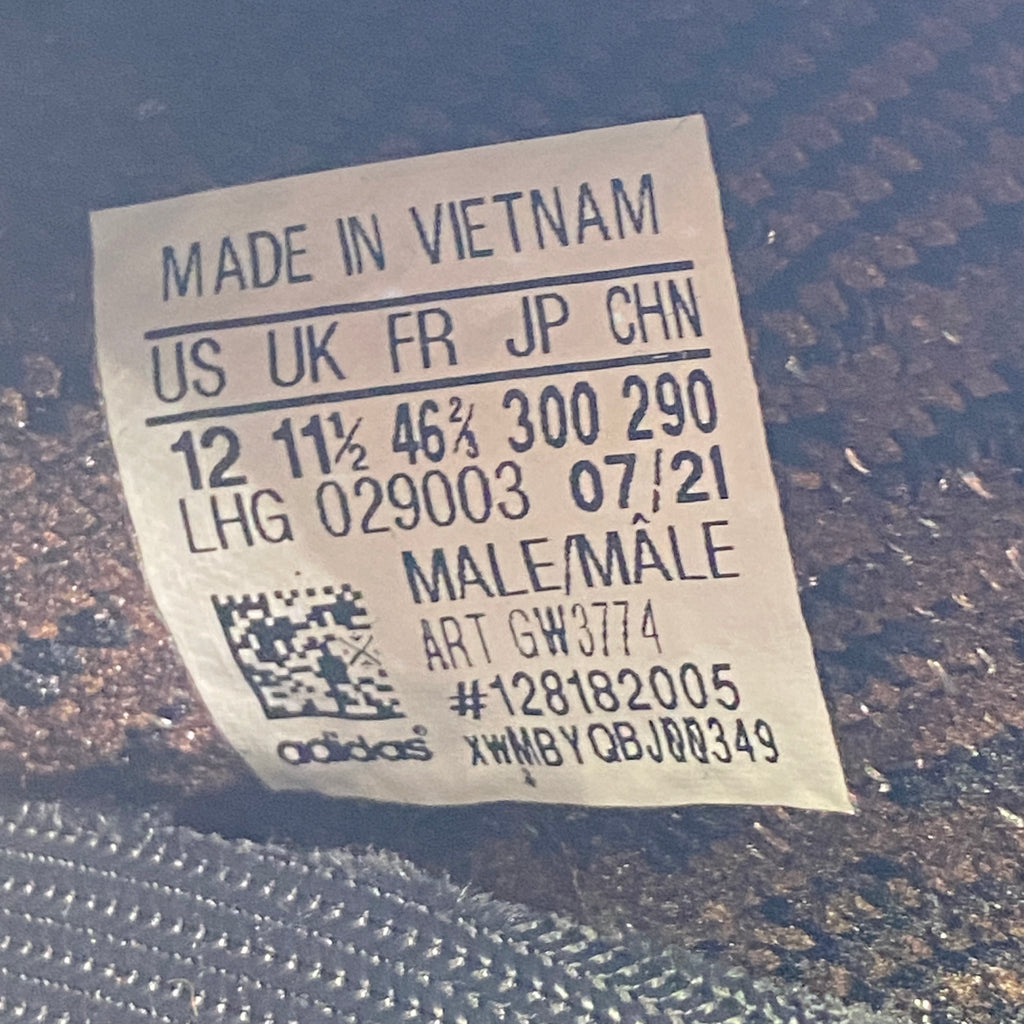 MADE IN VIETNAM
US UK FR JP CHN
12 11½ 46⅔ 300 290
LHG 029003 07/21
MALE/MÂLE
ART GW3774
#128182005
adidas® XWMBYQBJ00349